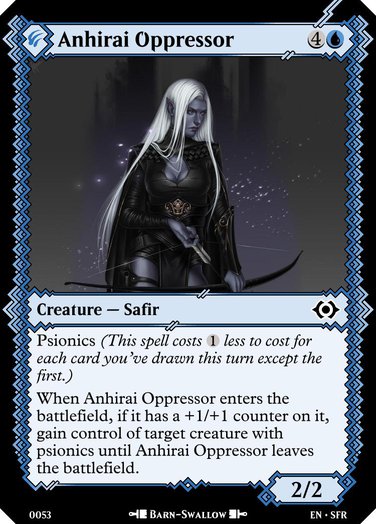 Anhirai Oppressor 4
Creature — Safir
Psionics (This spell costs 1 less to cost for
each card you've drawn this turn except the
first.)
When Anhirai Oppressor enters the
battlefield, if it has a +1/+1 counter on it,
gain control of target creature with
psionics until Anhirai Oppressor leaves
the battlefield.
2/2
0053 Barn-Swallow EN • SFR